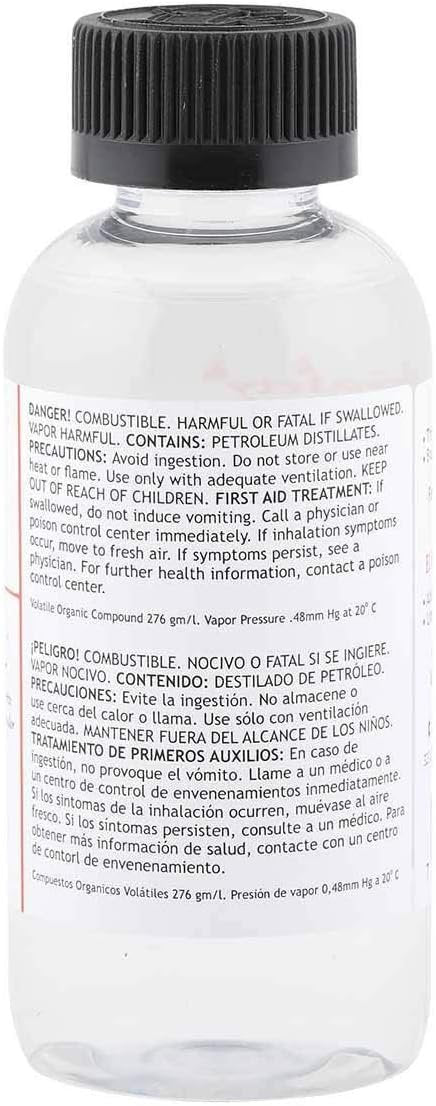 DANGER! COMBUSTIBLE. HARMFUL OR FATAL IF SWALLOWED.
VAPOR HARMFUL. CONTAINS: PETROLEUM DISTILLATES.
PRECAUTIONS: Avoid ingestion. Do not store or use near
heat or flame. Use only with adequate ventilation. KEEP
OUT OF REACH OF CHILDREN. FIRST AID TREATMENT: If
swallowed, do not induce vomiting. Call a physician or
poison control center immediately. If inhalation symptoms
occur, move to fresh air. If symptoms persist, see a
physician. For further health information, contact a poison
control center.
Volatile Organic Compound 276 gm/l. Vapor Pressure .48mm Hg at 20° C
¡PELIGRO! COMBUSTIBLE. NOCIVO O FATAL SI SE INGIERE.
VAPOR NOCIVO. CONTENIDO: DESTILADO DE PETRÓLEO.
PRECAUCIONES: Evite la ingestión. No almacene o
use cerca del calor o llama. Use sólo con ventilación
adecuada. MANTENER FUERA DEL ALCANCE DE LOS NIÑOS.
TRATAMIENTO DE PRIMEROS AUXILIOS: En caso de
ingestión, no provoque el vómito. Llame a un médico o a
un centro de control de envenenamientos inmediatamente.
Si los síntomas de la inhalación ocurren, muévase al aire
fresco. Si los síntomas persisten, consulte a un médico. Para
obtener más información de salud, contacte con un centro
de contorl de envenenamiento.
Compuestos Organicos Volátiles 276 gm/l. Presión de vapor 0,48mm Hg a 20° C